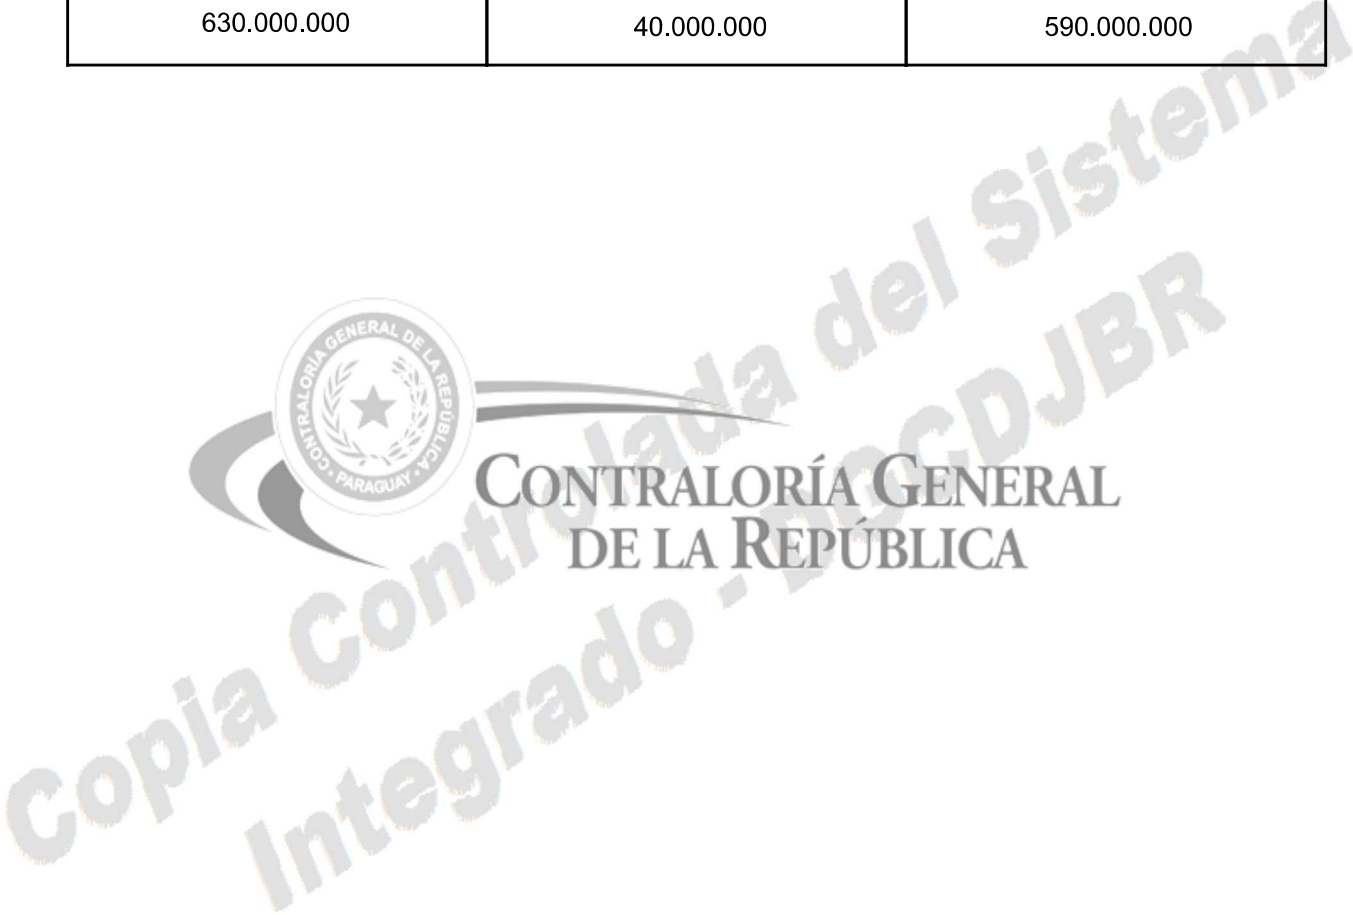 630.000.000 40.000.000 590.000.000
CONTRALORÍA GENERAL DE LA REPÚBLICA
• PARAGUAY •
CONTRALORÍA GENERAL
DE LA REPÚBLICA
Copia Controlada del Sistema
Integrado - DGCDJBR